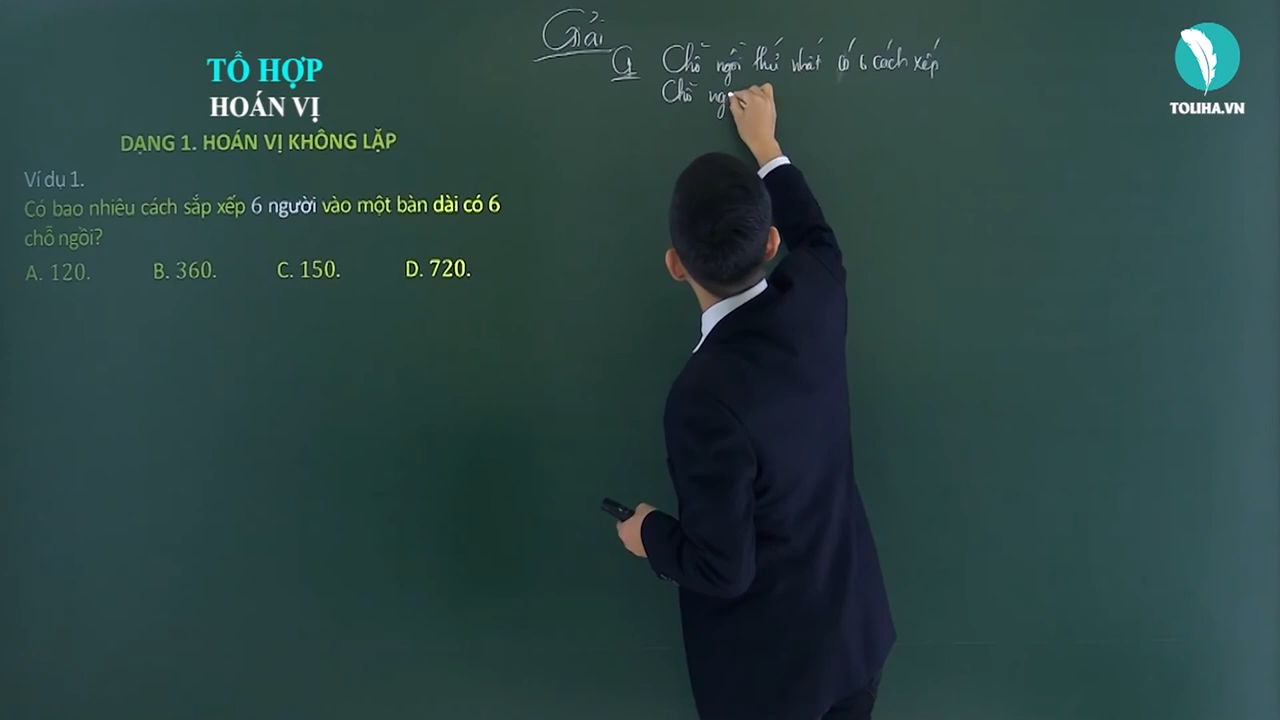 TỔ HỢP
HOÁN VỊ
DẠNG 1. HOÁN VỊ KHÔNG LẶP
Ví dụ 1.
Có bao nhiêu cách sắp xếp 6 người vào một bàn dài có 6
chỗ ngồi?
A. 120. B. 360. C. 150. D. 720.
Giải
Chỗ ngồi thứ nhất có 6 cách xếp
Chỗ ng
TOLIHA.VN